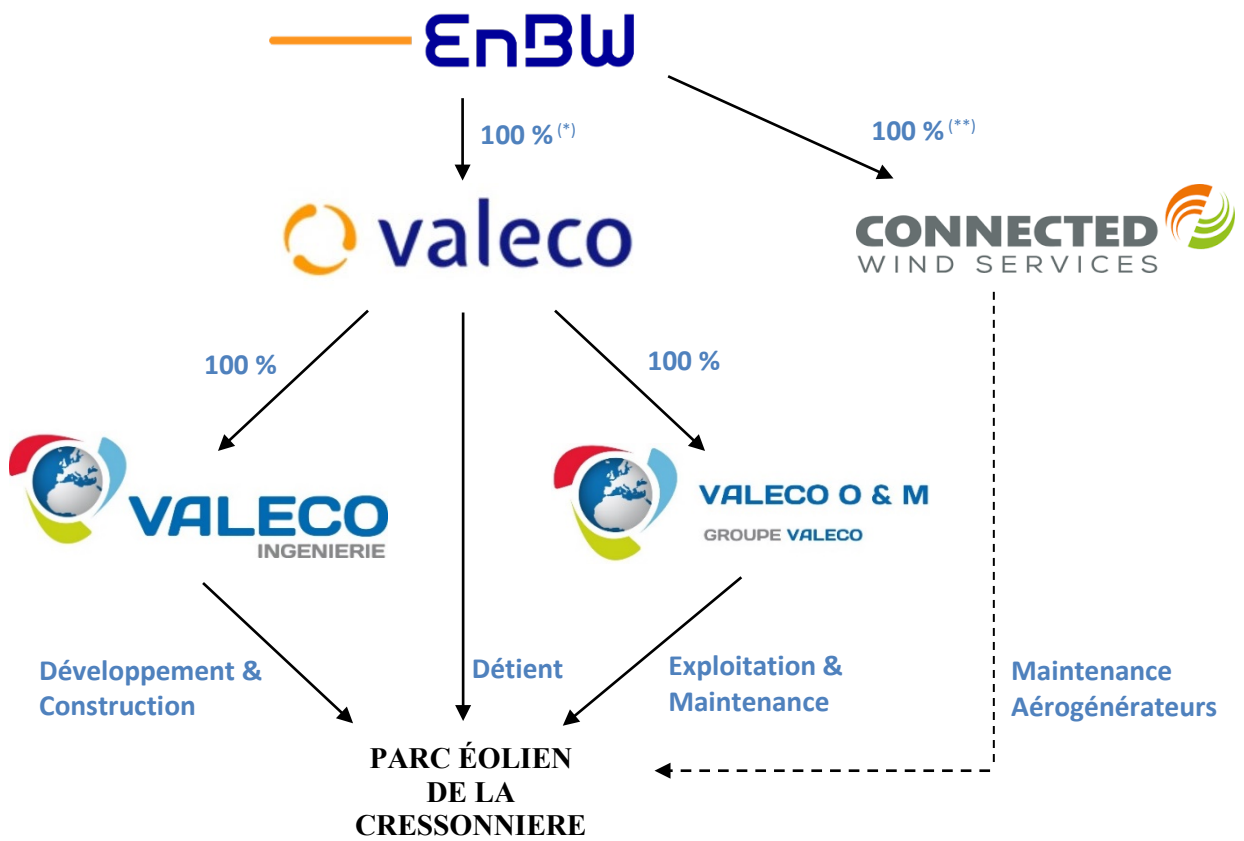 EnBW
100 % (*)
100 % (**)
valeco
CONNECTED
WIND SERVICES
100 %
100 %
VALECO
INGENIERIE
VALECO O & M
GROUPE VALECO
Développement &
Construction
Détient
Exploitation &
Maintenance
Maintenance
Aérogénérateurs
PARC ÉOLIEN
DE LA
CRESSONNIERE